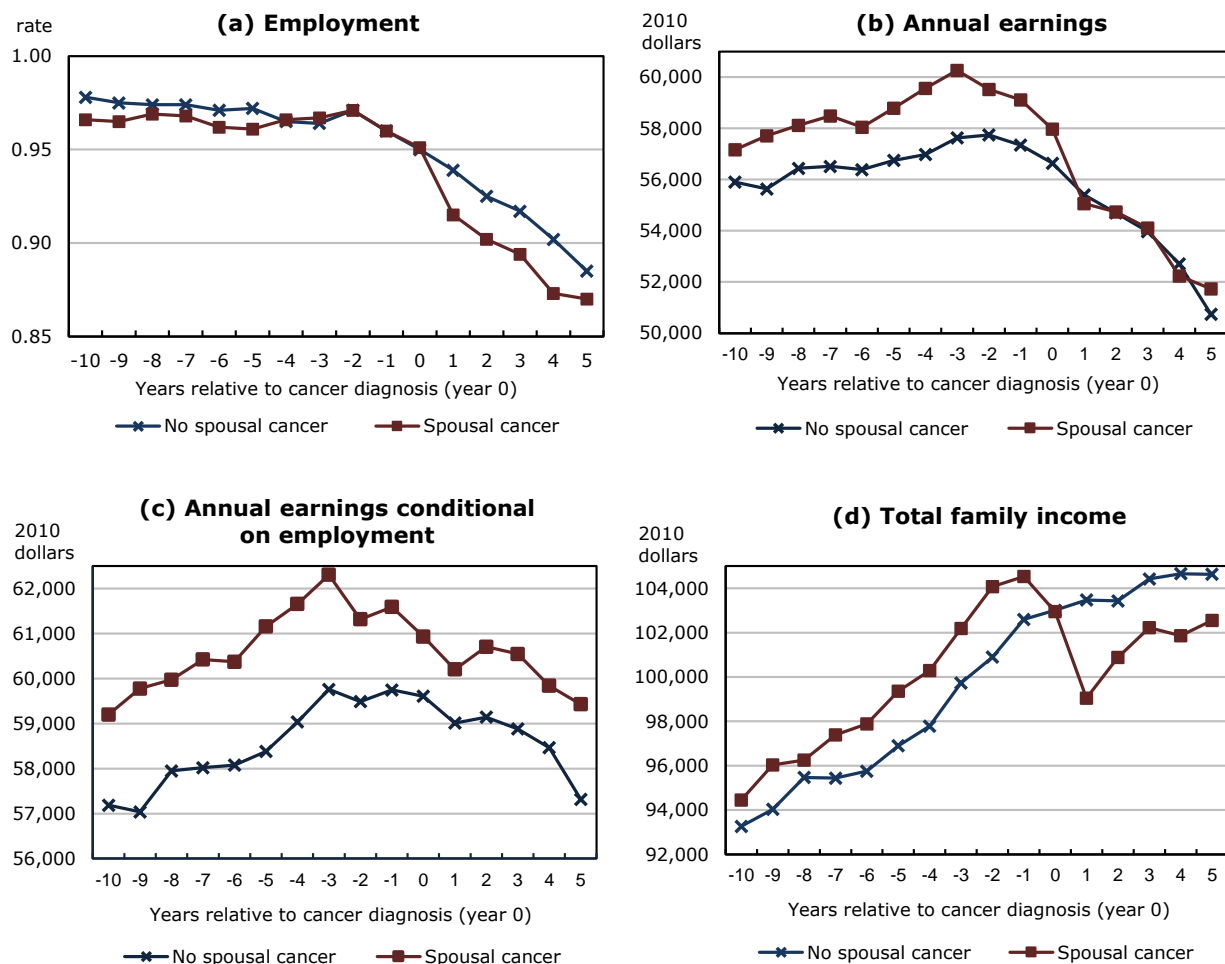 (a) Employment
rate
1.00
0.95
0.90
0.85
-10 -9 -8 -7 -6 -5 -4 -3 -2 -1 0 1 2 3 4 5
Years relative to cancer diagnosis (year 0)
No spousal cancer Spousal cancer
(b) Annual earnings
2010
dollars
60,000
58,000
56,000
54,000
52,000
50,000
-10 -9 -8 -7 -6 -5 -4 -3 -2 -1 0 1 2 3 4 5
Years relative to cancer diagnosis (year 0)
No spousal cancer Spousal cancer
(c) Annual earnings conditional
on employment
2010
dollars
62,000
61,000
60,000
59,000
58,000
57,000
56,000
-10 -9 -8 -7 -6 -5 -4 -3 -2 -1 0 1 2 3 4 5
Years relative to cancer diagnosis (year 0)
No spousal cancer Spousal cancer
(d) Total family income
2010
dollars
104,000
102,000
100,000
98,000
96,000
94,000
92,000
-10 -9 -8 -7 -6 -5 -4 -3 -2 -1 0 1 2 3 4 5
Years relative to cancer diagnosis (year 0)
No spousal cancer Spousal cancer